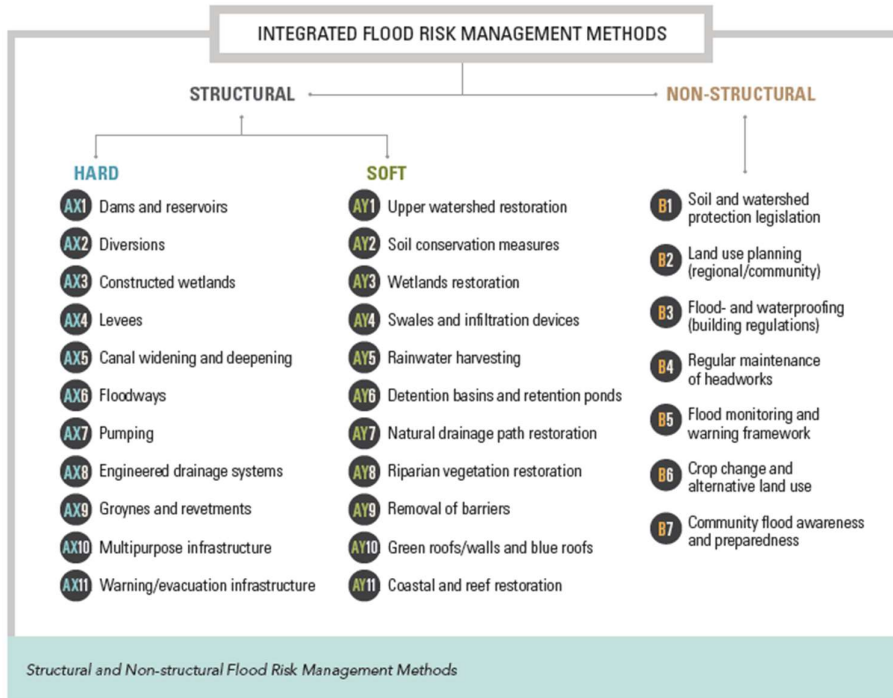 INTEGRATED FLOOD RISK MANAGEMENT METHODS
STRUCTURAL
NON-STRUCTURAL
HARD
AX1 Dams and reservoirs
AX2 Diversions
AX3 Constructed wetlands
AX4 Levees
AX5 Canal widening and deepening
AX6 Floodways
AX7 Pumping
AX8 Engineered drainage systems
AX9 Groynes and revetments
AX10 Multipurpose infrastructure
AX11 Warning/evacuation infrastructure
SOFT
AY1 Upper watershed restoration
AY2 Soil conservation measures
AY3 Wetlands restoration
AY4 Swales and infiltration devices
AY5 Rainwater harvesting
AY6 Detention basins and retention ponds
AY7 Natural drainage path restoration
AY8 Riparian vegetation restoration
AY9 Removal of barriers
AY10 Green roofs/walls and blue roofs
AY11 Coastal and reef restoration
B1 Soil and watershed
protection legislation
B2 Land use planning
(regional/community)
B3 Flood- and waterproofing
(building regulations)
B4 Regular maintenance
of headworks
B5 Flood monitoring and
warning framework
B6 Crop change and
alternative land use
B7 Community flood awareness
and preparedness
Structural and Non-structural Flood Risk Management Methods